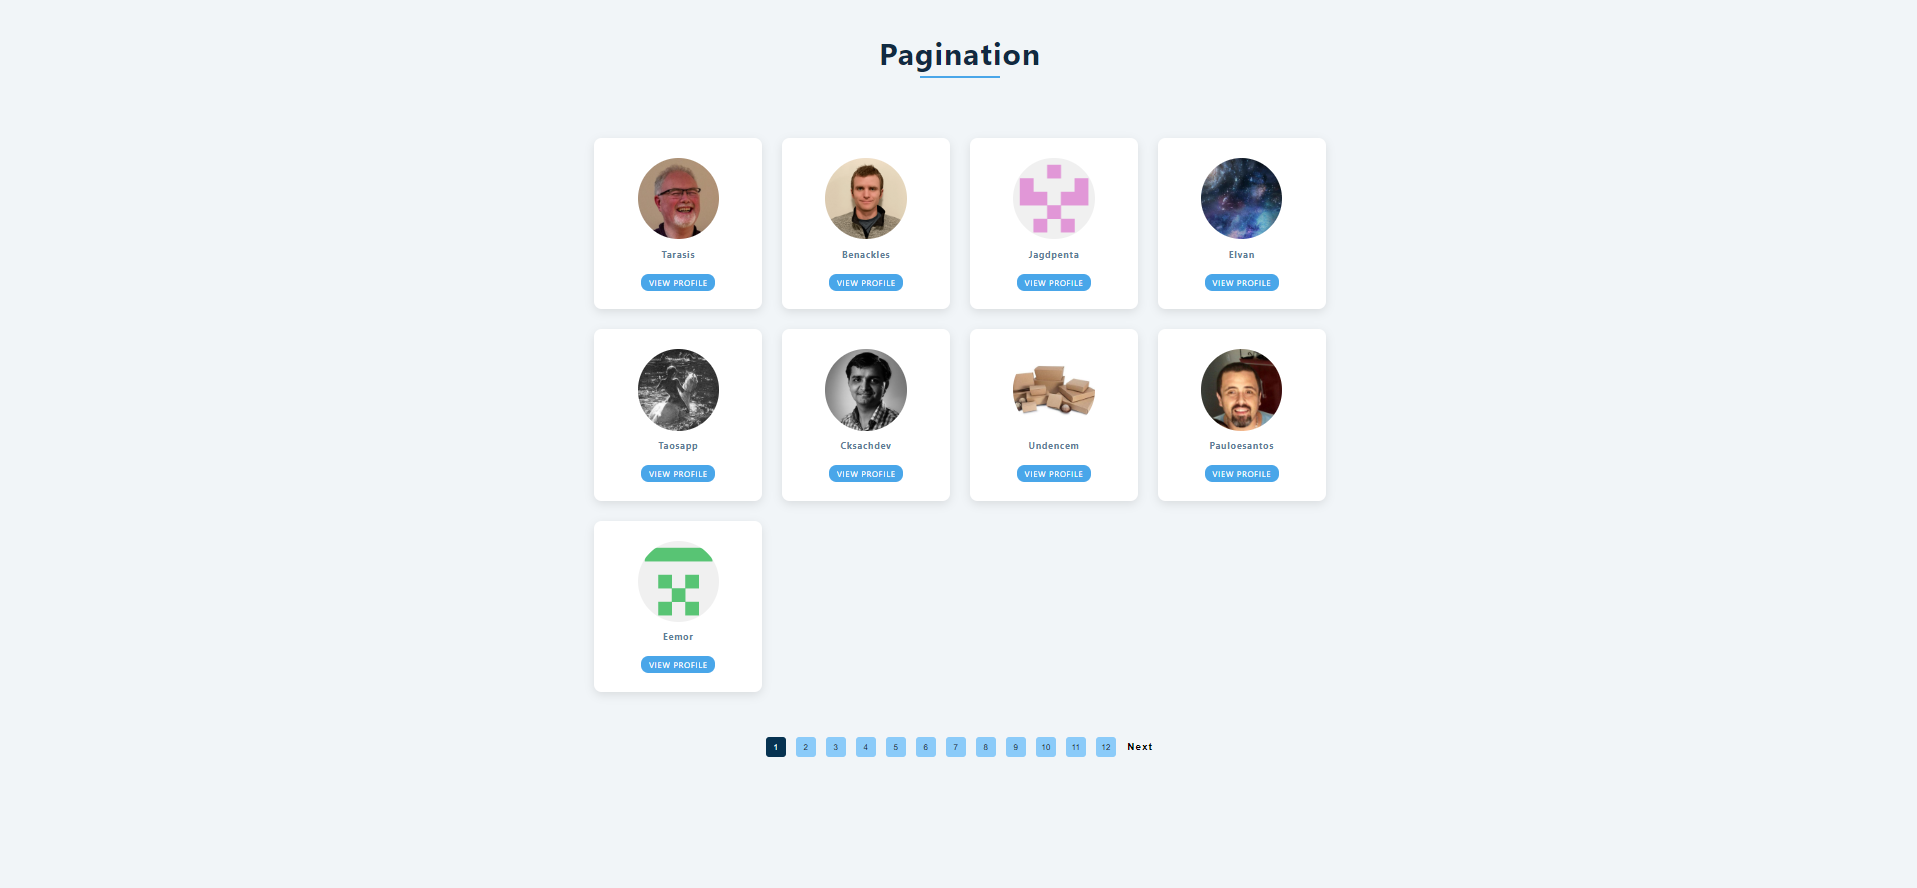 Pagination
Tarasis
Benackles
Jagdpenta
Elvan
VIEW PROFILE
VIEW PROFILE
VIEW PROFILE
VIEW PROFILE
Taosapp
Cksachdev
Undencem
Pauloesantos
VIEW PROFILE
VIEW PROFILE
VIEW PROFILE
VIEW PROFILE
Eemor
VIEW PROFILE
1 2 3 4 5 6 7 8 9 10 11 12 Next